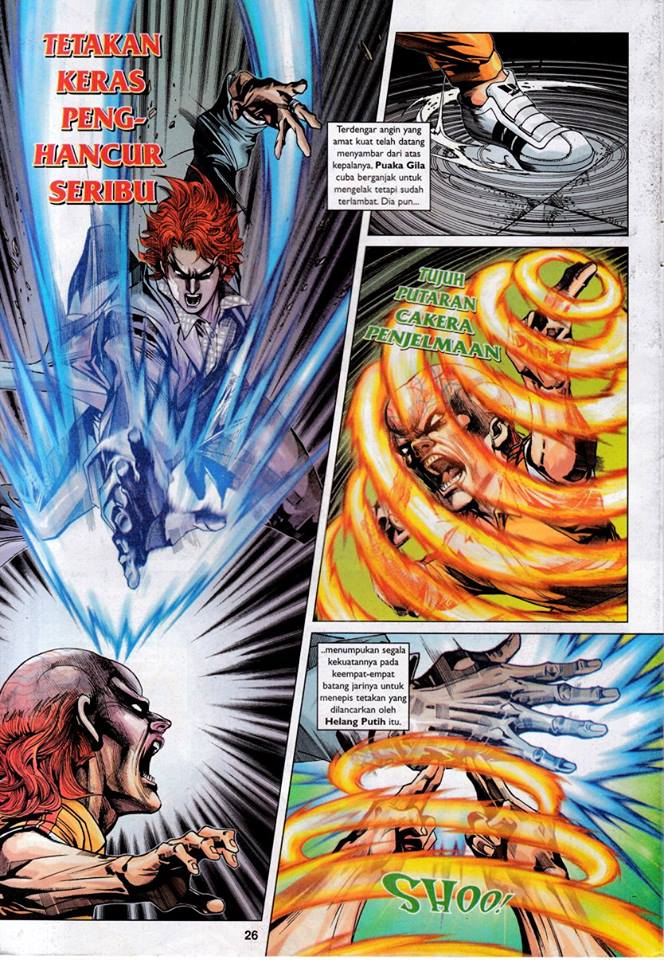 TETAKAN
KERAS
PENG-
HANCUR
SERIBU
Terdengar angin yang
amat kuat telah datang
menyambar dari atas
kepalanya. Puaka Gila
cuba berganjak untuk
mengelak tetapi sudah
terlambat. Dia pun...
TUJUH
PUTARAN
CAKERA
PENJELMAAN
..menumpukan segala
kekuatannya pada
keempat-empat
batang jarinya untuk
menepis tetakan yang
dilancarkan oleh
Helang Putih itu.
SHOO!
26